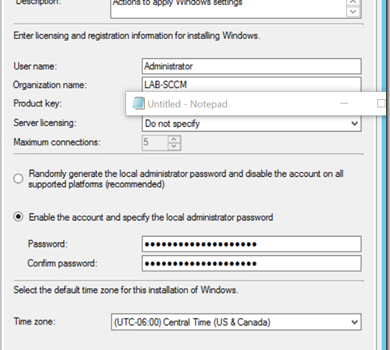 Description:
Actions to apply Windows settings
Enter licensing and registration information for installing Windows.
User name:
Administrator
Organization name:
LAB-SCCM
Product key:
Untitled - Notepad
Server licensing:
Do not specify
Maximum connections:
5
Randomly generate the local administrator password and disable the account on all
supported platforms (recommended)
Enable the account and specify the local administrator password
Password:
●●●●●●●●●●●●●●●●●●●●
Confirm password:
●●●●●●●●●●●●●●●●●●●●
Select the default time zone for this installation of Windows.
Time zone:
(UTC-06:00) Central Time (US & Canada)